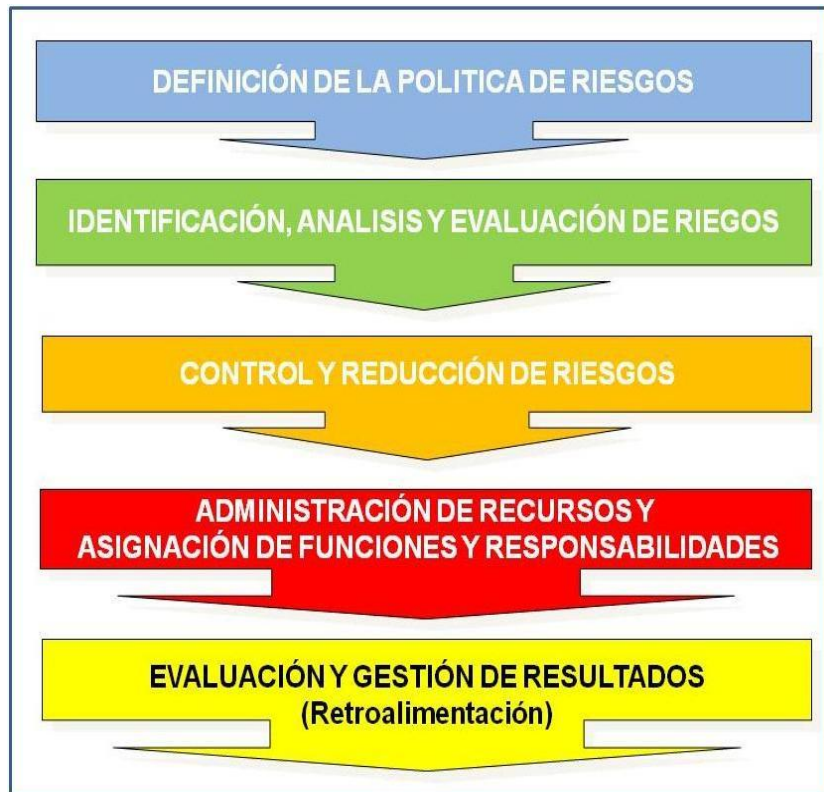 DEFINICIÓN DE LA POLITICA DE RIESGOS
IDENTIFICACIÓN, ANALISIS Y EVALUACIÓN DE RIEGOS
CONTROL Y REDUCCIÓN DE RIESGOS
ADMINISTRACIÓN DE RECURSOS Y
ASIGNACIÓN DE FUNCIONES Y RESPONSABILIDADES
EVALUACIÓN Y GESTIÓN DE RESULTADOS
(Retroalimentación)